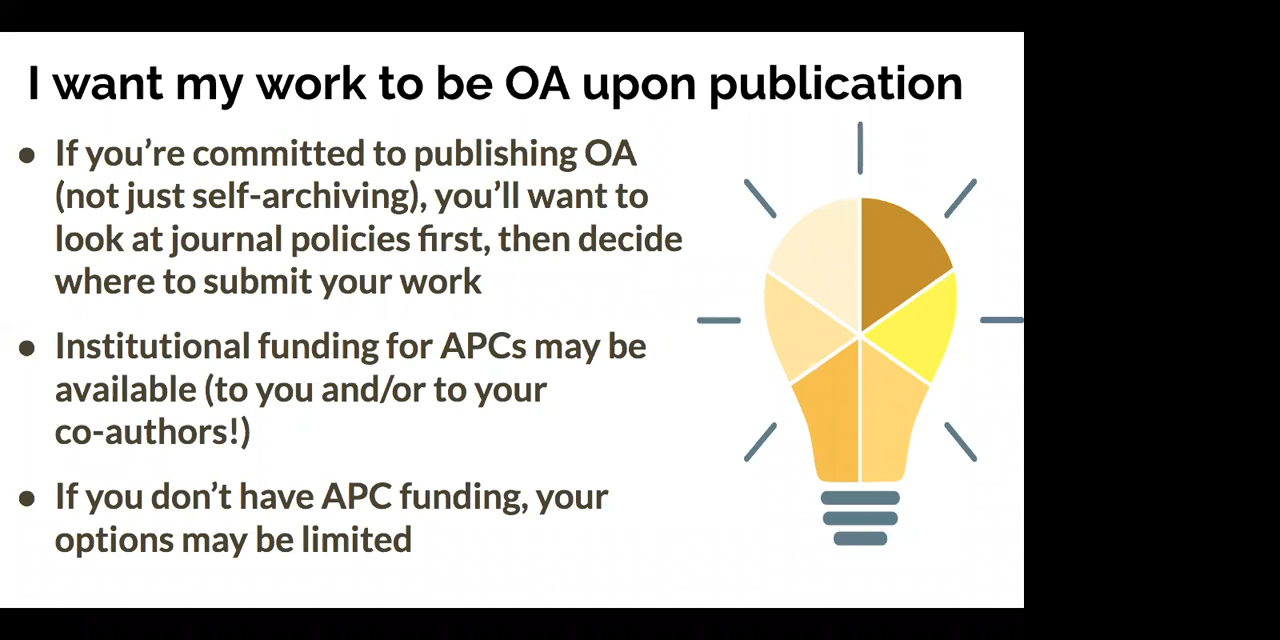 I want my work to be OA upon publication
● If you’re committed to publishing OA
(not just self-archiving), you’ll want to
look at journal policies first, then decide
where to submit your work
● Institutional funding for APCs may be
available (to you and/or to your
co-authors!)
● If you don’t have APC funding, your
options may be limited